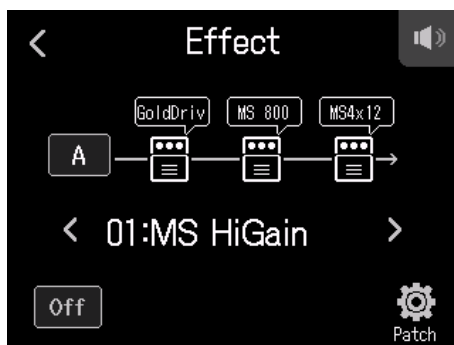 Effect
GoldDriv MS 800 MS4x12
A
01:MS HiGain
Off
Patch